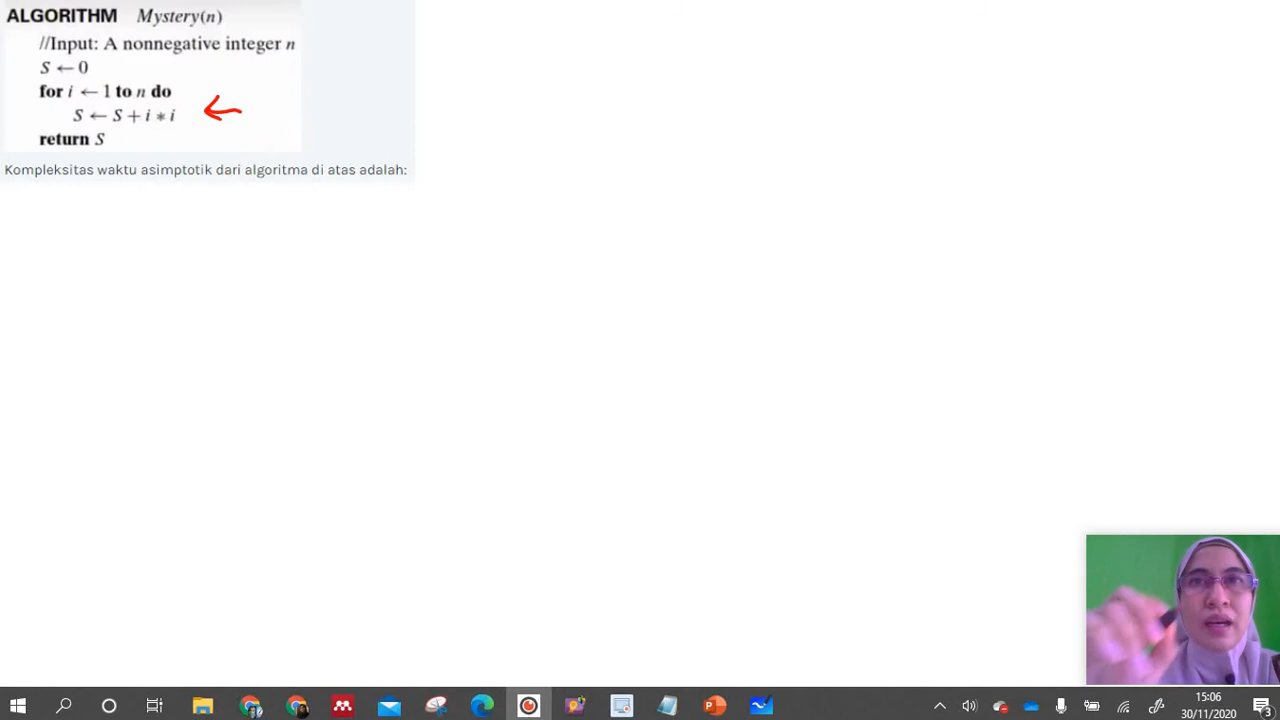 ALGORITHM Mystery(n)
//Input: A nonnegative integer n
S ← 0
for i ← 1 to n do
S ← S + i * i
return S
Kompleksitas waktu asimptotik dari algoritma di atas adalah:
15:06
30/11/2020
3